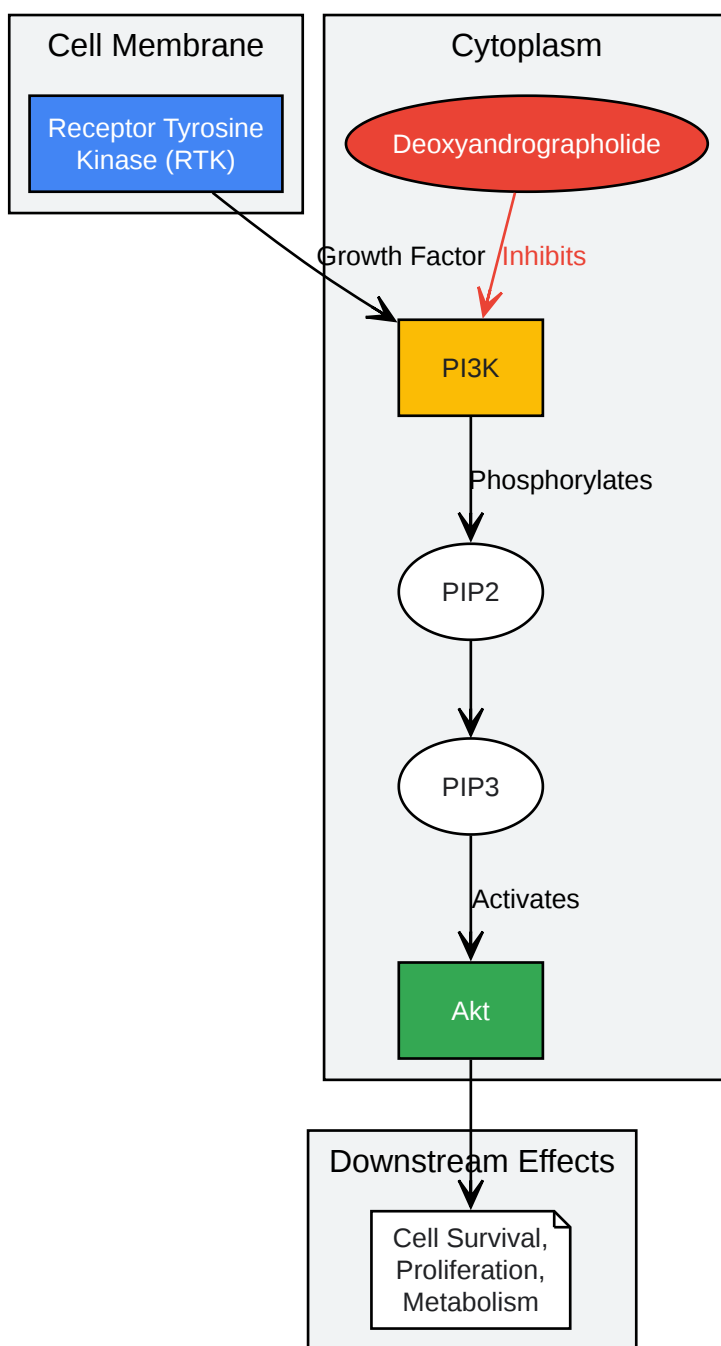 Cell Membrane
Cytoplasm
Receptor Tyrosine
Kinase (RTK)
Deoxyandrographolide
Growth Factor
Inhibits
PI3K
Phosphorylates
PIP2
PIP3
Activates
Akt
Downstream Effects
Cell Survival,
Proliferation,
Metabolism